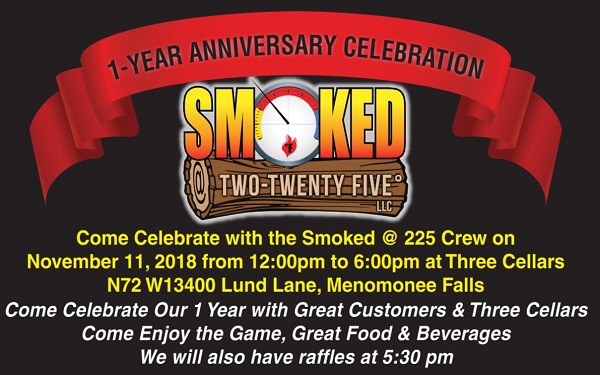 1-YEAR ANNIVERSARY CELEBRATION
SMOKED
@ TWO-TWENTY FIVE°
LLC
Come Celebrate with the Smoked @ 225 Crew on
November 11, 2018 from 12:00pm to 6:00pm at Three Cellars
N72 W13400 Lund Lane, Menomonee Falls
Come Celebrate Our 1 Year with Great Customers & Three Cellars
Come Enjoy the Game, Great Food & Beverages
We will also have raffles at 5:30 pm